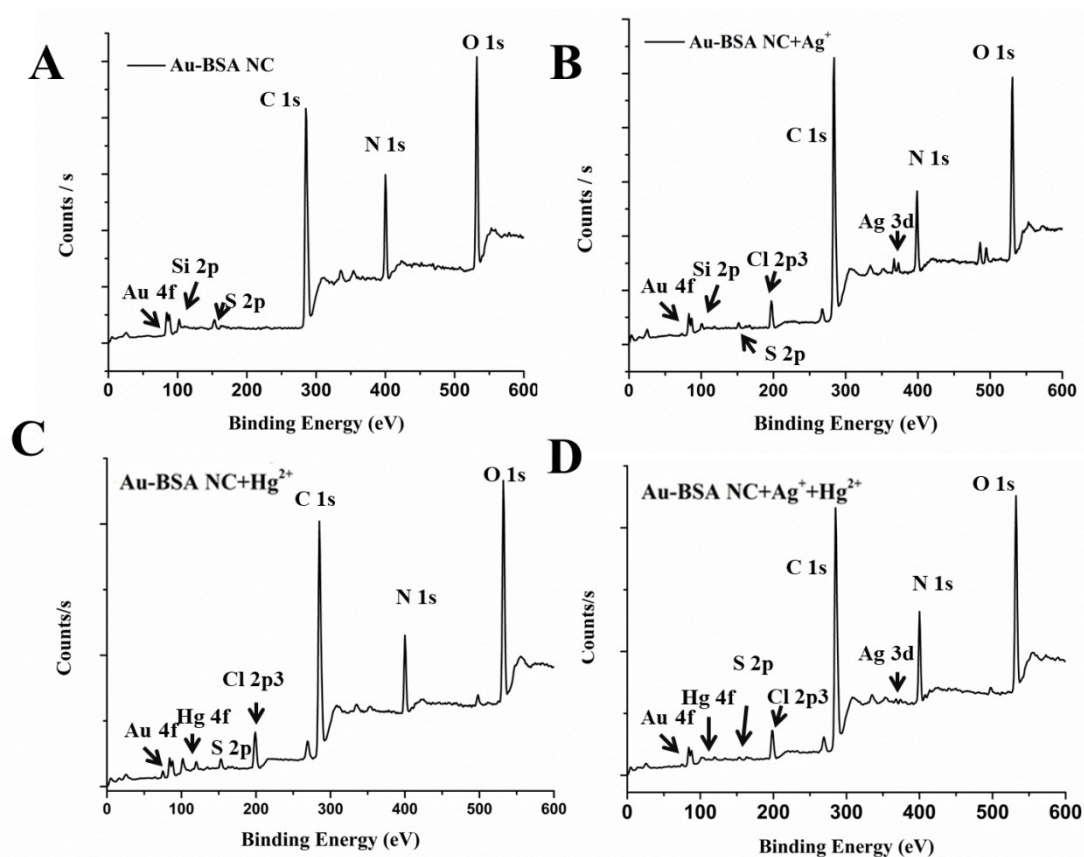 A
Au-BSA NC
O 1s
C 1s
N 1s
Si 2p
Au 4f
S 2p
Counts / s
0 100 200 300 400 500 600
Binding Energy (eV)
B
Au-BSA NC+Ag⁺
O 1s
C 1s
N 1s
Ag 3d
Cl 2p3
Si 2p
Au 4f
S 2p
Counts / s
0 100 200 300 400 500 600
Binding Energy (eV)
C
Au-BSA NC+Hg²⁺
O 1s
C 1s
N 1s
Cl 2p3
Hg 4f
Au 4f
S 2p
Counts/s
0 100 200 300 400 500 600
Binding Energy (eV)
D
Au-BSA NC+Ag⁺+Hg²⁺
O 1s
C 1s
N 1s
Ag 3d
S 2p
Hg 4f
Cl 2p3
Au 4f
Counts/s
0 100 200 300 400 500 600
Binding Energy (eV)